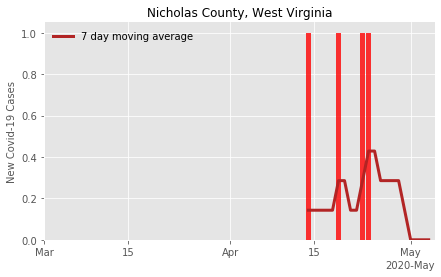 Nicholas County, West Virginia
7 day moving average
New Covid-19 Cases
1.0
0.8
0.6
0.4
0.2
0.0
Mar 15 Apr 15 May
2020-May